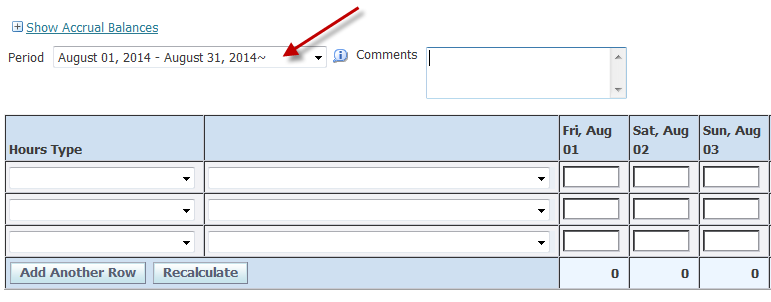 Show Accrual Balances
Period August 01, 2014 - August 31, 2014~ Comments
Hours Type Fri, Aug 01 Sat, Aug 02 Sun, Aug 03
Add Another Row Recalculate 0 0 0